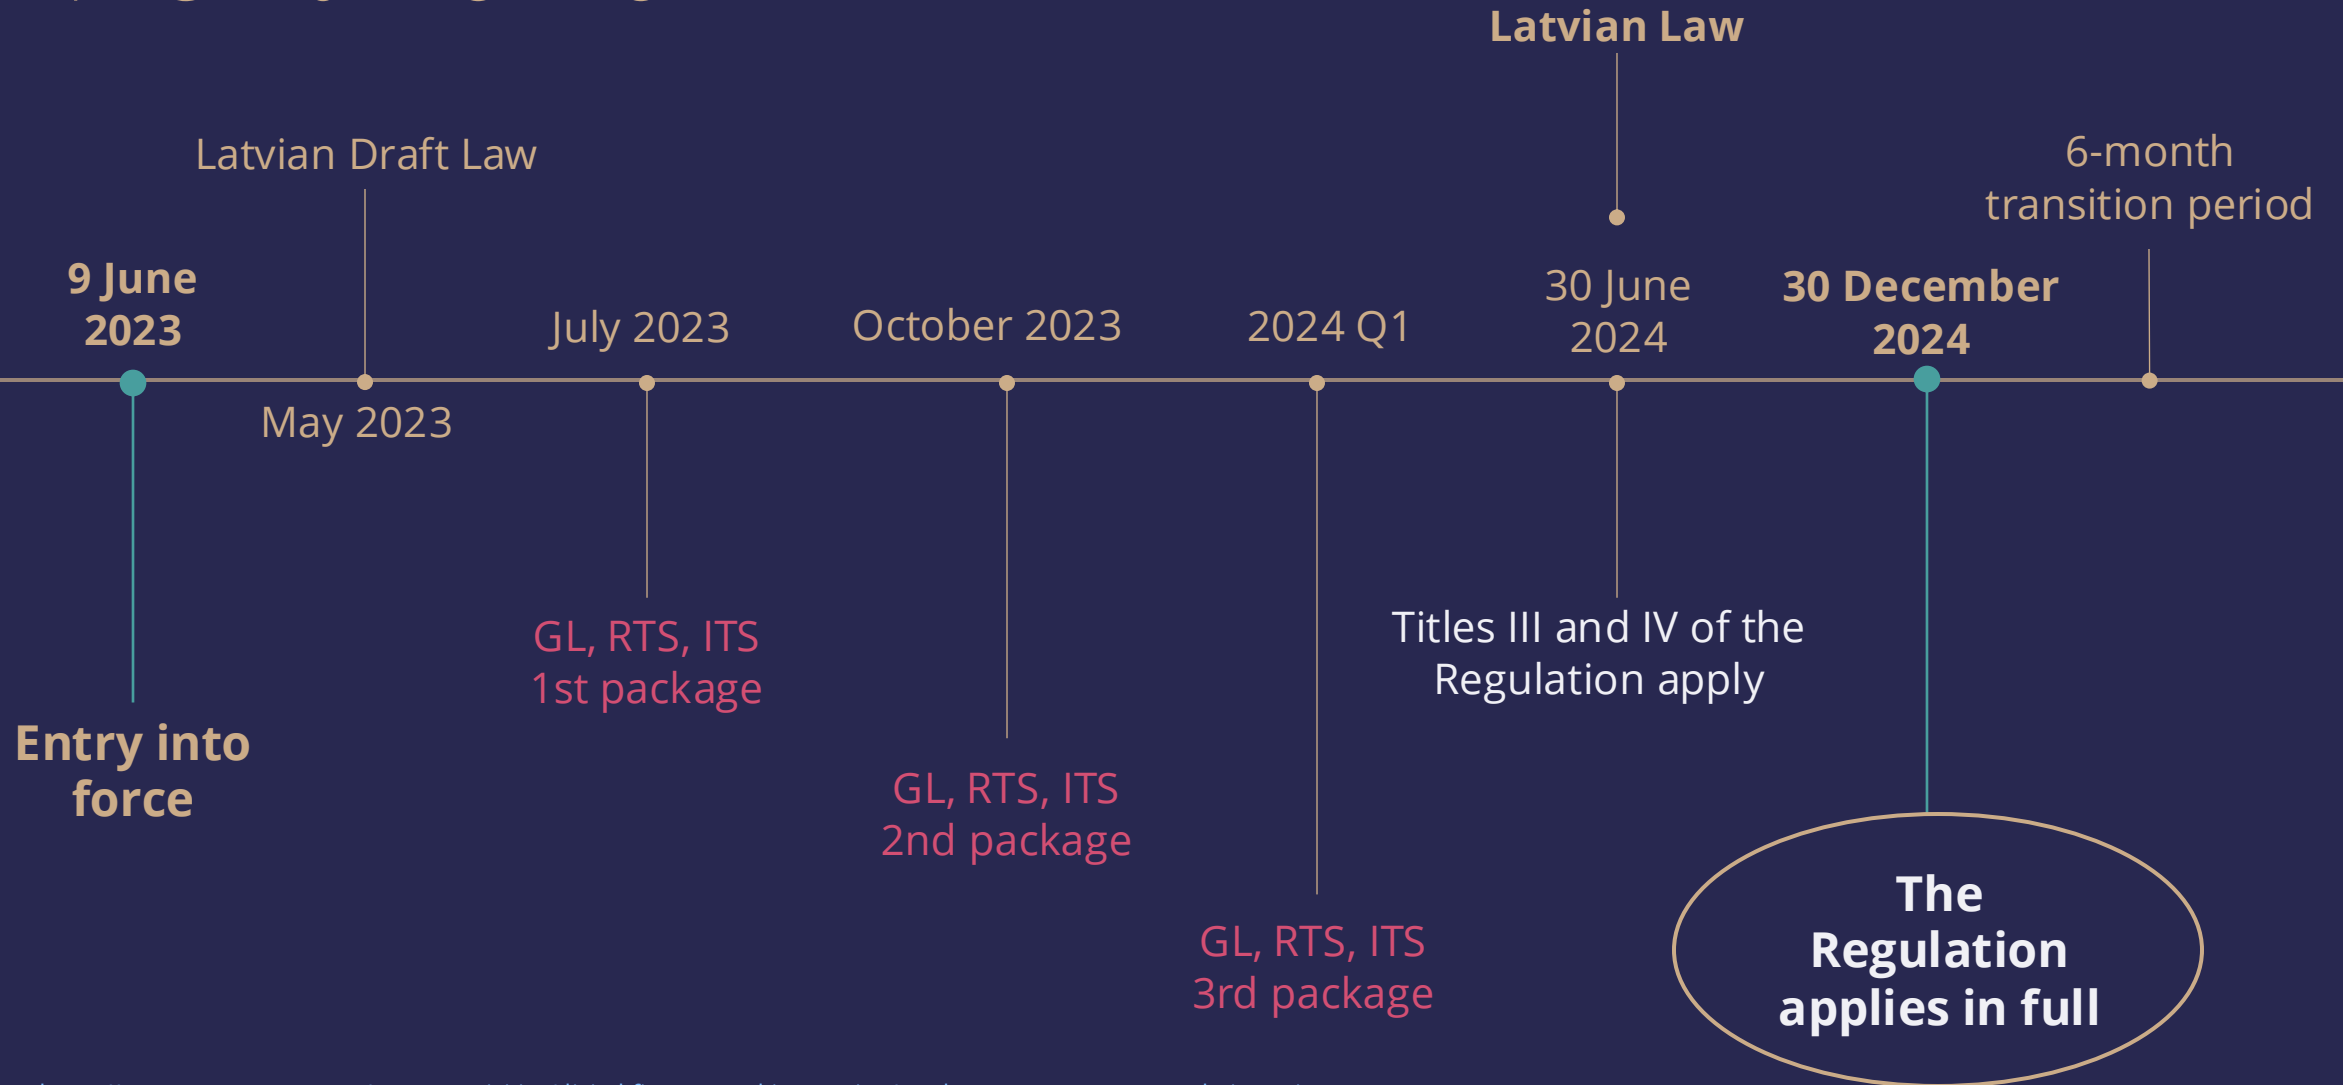 Latvian Law
Latvian Draft Law
6-month
transition period
9 June
2023
July 2023
October 2023
2024 Q1
30 June
2024
30 December
2024
May 2023
GL, RTS, ITS
1st package
Titles III and IV of the
Regulation apply
Entry into
force
GL, RTS, ITS
2nd package
The
Regulation
applies in full
GL, RTS, ITS
3rd package